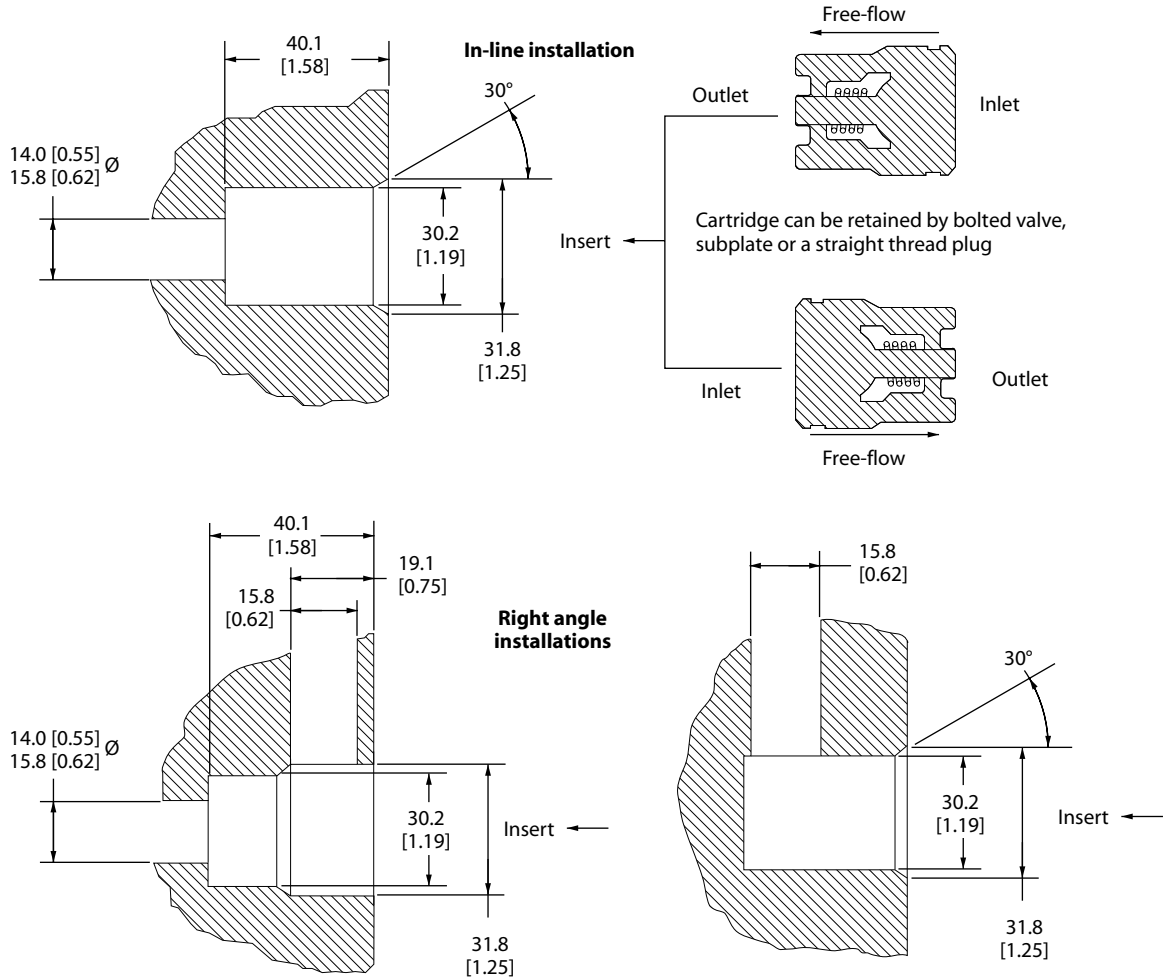 Free-flow
40.1
[1.58]
In-line installation
30°
Outlet
Inlet
14.0 [0.55]
15.8 [0.62] Ø
Cartridge can be retained by bolted valve,
subplate or a straight thread plug
30.2
[1.19]
Insert
31.8
[1.25]
Inlet
Outlet
Free-flow
40.1
[1.58]
19.1
[0.75]
15.8
[0.62]
Right angle
installations
15.8
[0.62]
30°
14.0 [0.55]
15.8 [0.62] Ø
30.2
[1.19]
Insert
30.2
[1.19]
Insert
31.8
[1.25]
31.8
[1.25]